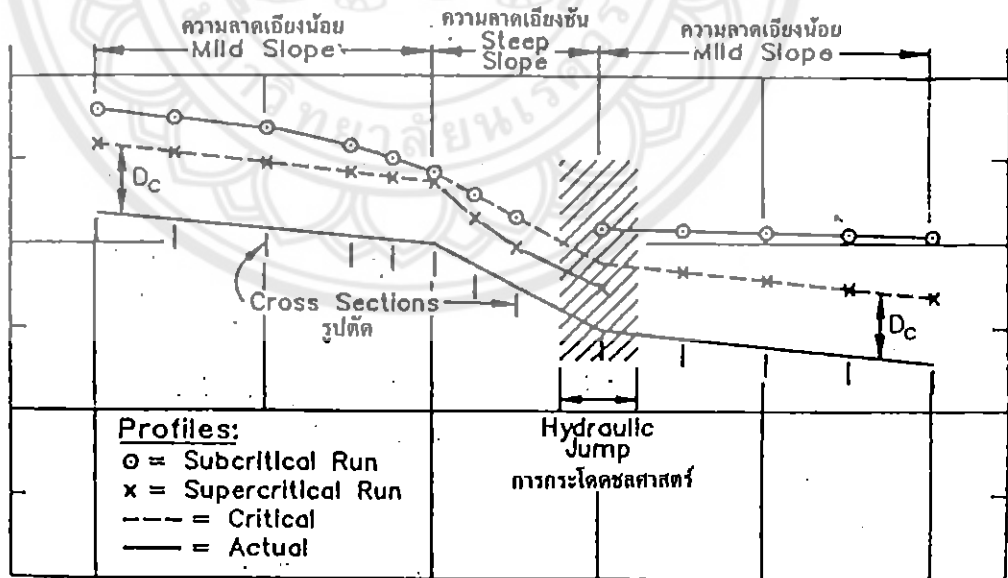 ความลาดเอียงน้อย
Mild Slope
ความลาดเอียงชัน
Steep
Slope
ความลาดเอียงน้อย
Mild Slope
Dc
Cross Sections
รูปตัด
Dc
Hydraulic
Jump
การกระโดดชลศาสตร์
Profiles:
⊙ = Subcritical Run
x = Supercritical Run
--- = Critical
— = Actual